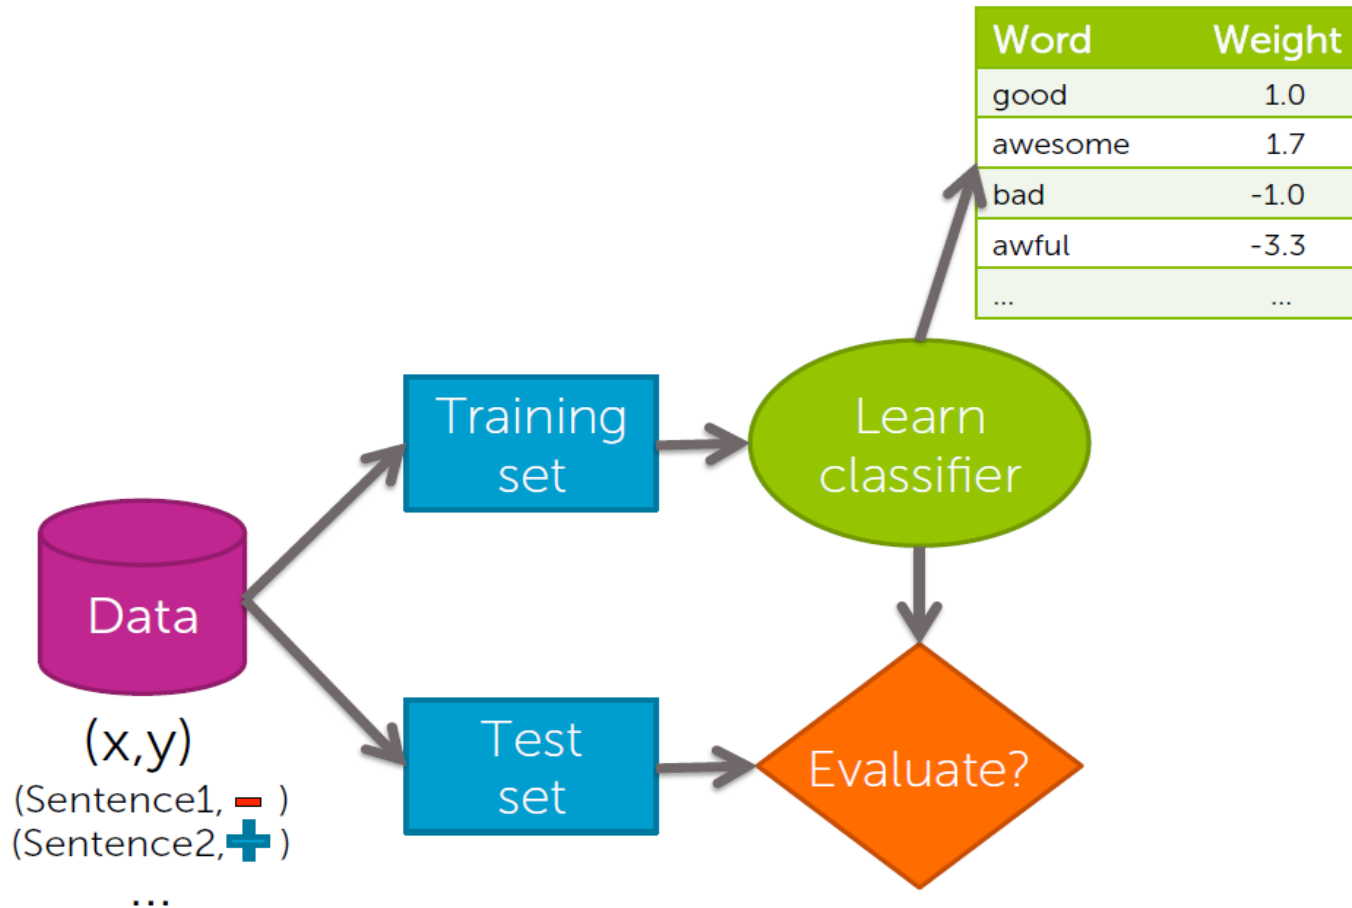 Word Weight
good 1.0
awesome 1.7
bad -1.0
awful -3.3
... ...
Training
set
Learn
classifier
Data
(x,y)
(Sentence1, - )
(Sentence2, + )
...
Test
set
Evaluate?